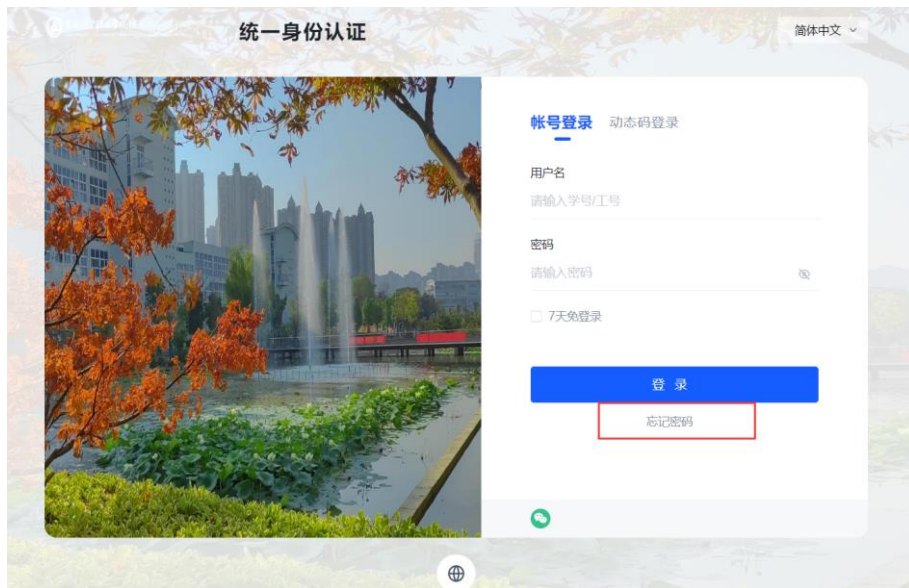 统一身份认证
简体中文
帐号登录 动态码登录
用户名
请输入学号/工号
密码
请输入密码
7天免登录
登 录
忘记密码